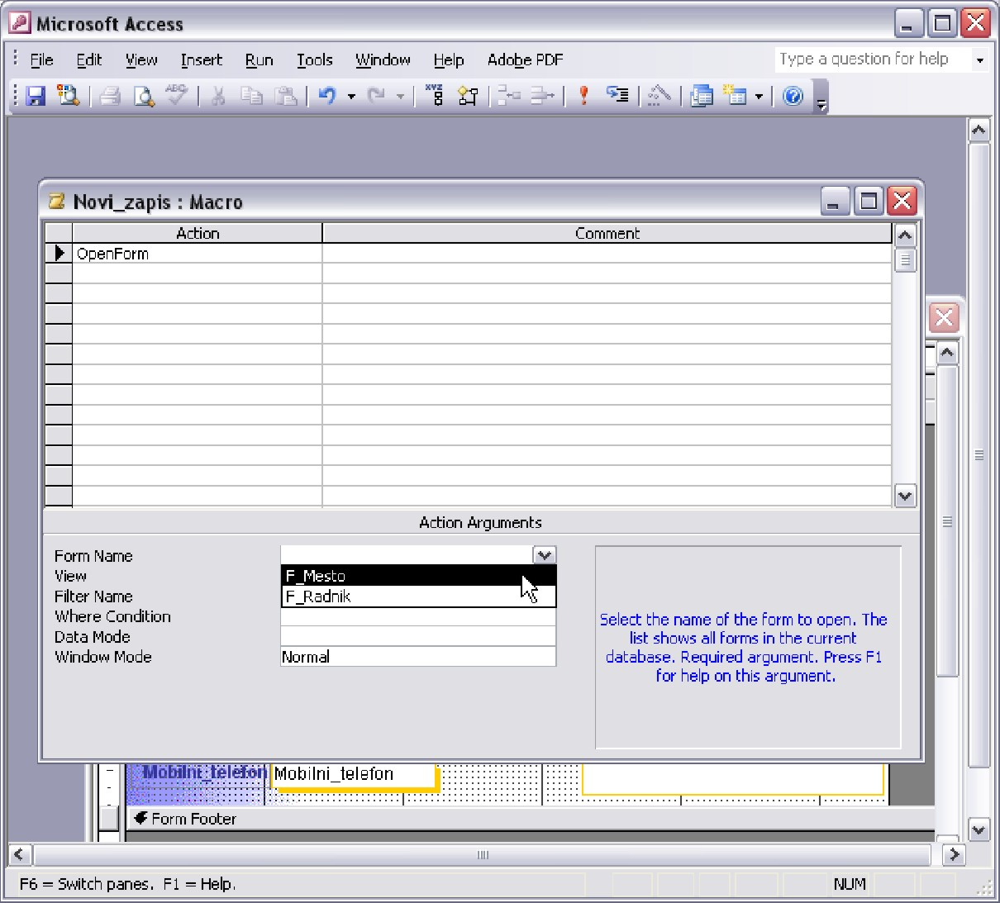 Microsoft Access
File Edit View Insert Run Tools Window Help Adobe PDF Type a question for help
ABC XYZ
Novi_zapis : Macro
Action Comment
OpenForm
Action Arguments
Form Name
View F_Mesto
Filter Name F_Radnik
Where Condition
Data Mode
Window Mode Normal
Select the name of the form to open. The
list shows all forms in the current
database. Required argument. Press F1
for help on this argument.
Mobilni_telefon Mobilni_telefon
Form Footer
F6 = Switch panes. F1 = Help. NUM